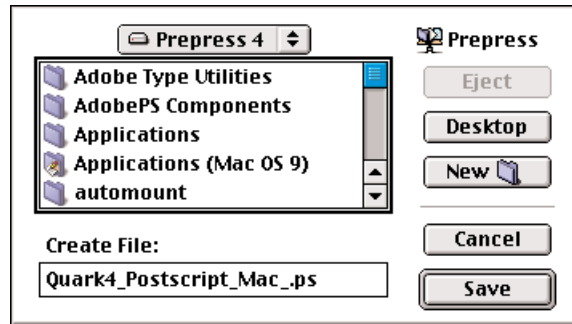 Prepress 4
Prepress
Adobe Type Utilities
AdobePS Components
Applications
Applications (Mac OS 9)
automount
Eject
Desktop
New
Create File:
Quark4_Postscript_Mac_.ps
Cancel
Save